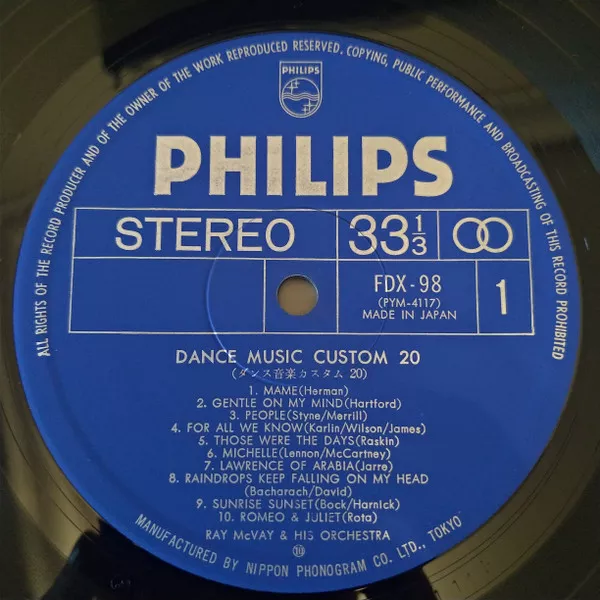 ALL RIGHTS OF THE RECORD PRODUCER AND OF THE OWNER OF THE WORK REPRODUCED RESERVED. COPYING, PUBLIC PERFORMANCE AND BROADCASTING OF THIS RECORD PROHIBITED
PHILIPS
PHILIPS
STEREO 33 1/3
FDX-98
(PYM-4117)
MADE IN JAPAN
1
DANCE MUSIC CUSTOM 20
(ダンス音楽カスタム 20)
1. MAME(Herman)
2. GENTLE ON MY MIND(Hartford)
3. PEOPLE(Styne/Merrill)
4. FOR ALL WE KNOW(Karlin/Wilson/James)
5. THOSE WERE THE DAYS(Raskin)
6. MICHELLE(Lennon/McCartney)
7. LAWRENCE OF ARABIA(Jarre)
8. RAINDROPS KEEP FALLING ON MY HEAD
(Bacharach/David)
9. SUNRISE SUNSET(Bock/Harnick)
10. ROMEO & JULIET(Rota)
RAY McVAY & HIS ORCHESTRA
MANUFACTURED BY NIPPON PHONOGRAM CO. LTD., TOKYO